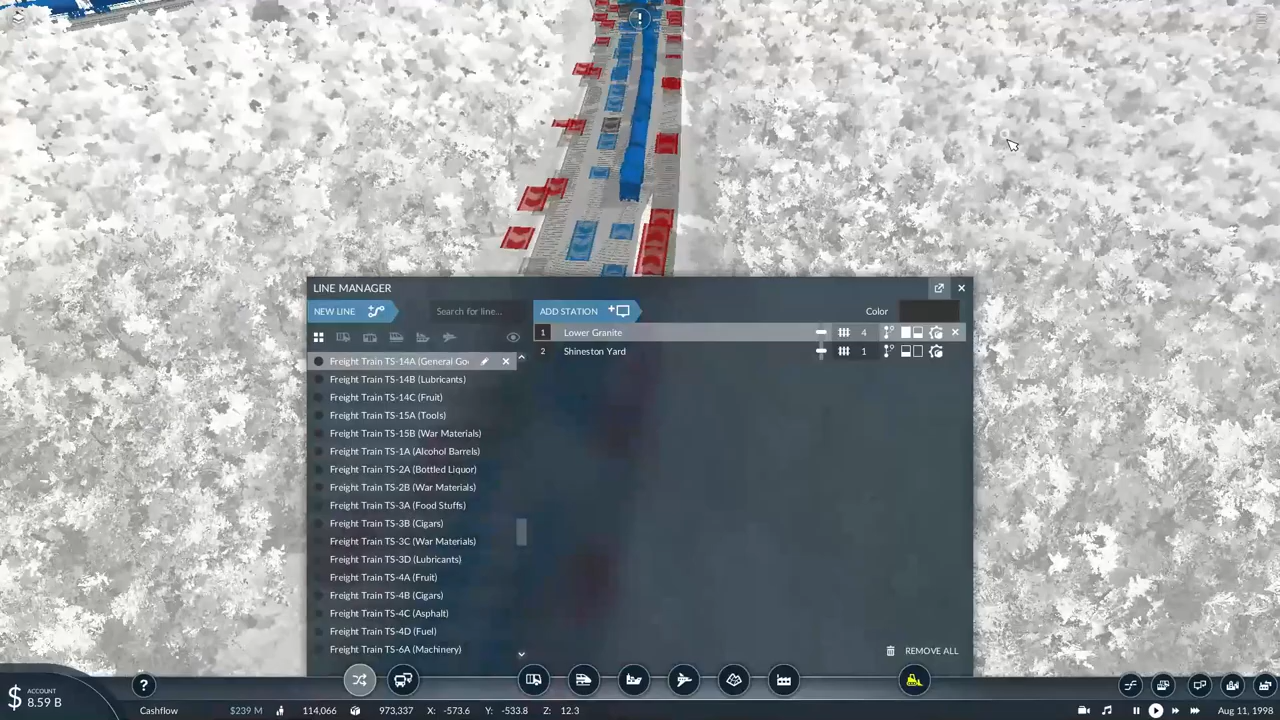 LINE MANAGER
NEW LINE
Search for line...
ADD STATION
Color
1 Lower Granite 4
2 Shineston Yard 1
Freight Train TS-14A (General Go
Freight Train TS-14B (Lubricants)
Freight Train TS-14C (Fruit)
Freight Train TS-15A (Tools)
Freight Train TS-15B (War Materials)
Freight Train TS-1A (Alcohol Barrels)
Freight Train TS-2A (Bottled Liquor)
Freight Train TS-2B (War Materials)
Freight Train TS-3A (Food Stuffs)
Freight Train TS-3B (Cigars)
Freight Train TS-3C (War Materials)
Freight Train TS-3D (Lubricants)
Freight Train TS-4A (Fruit)
Freight Train TS-4B (Cigars)
Freight Train TS-4C (Asphalt)
Freight Train TS-4D (Fuel)
Freight Train TS-6A (Machinery)
REMOVE ALL
$ ACCOUNT
8.59 B
?
Cashflow $239 M 114,066 973,337 X: -573.6 Y: -533.8 Z: 12.3 Aug 11, 1998